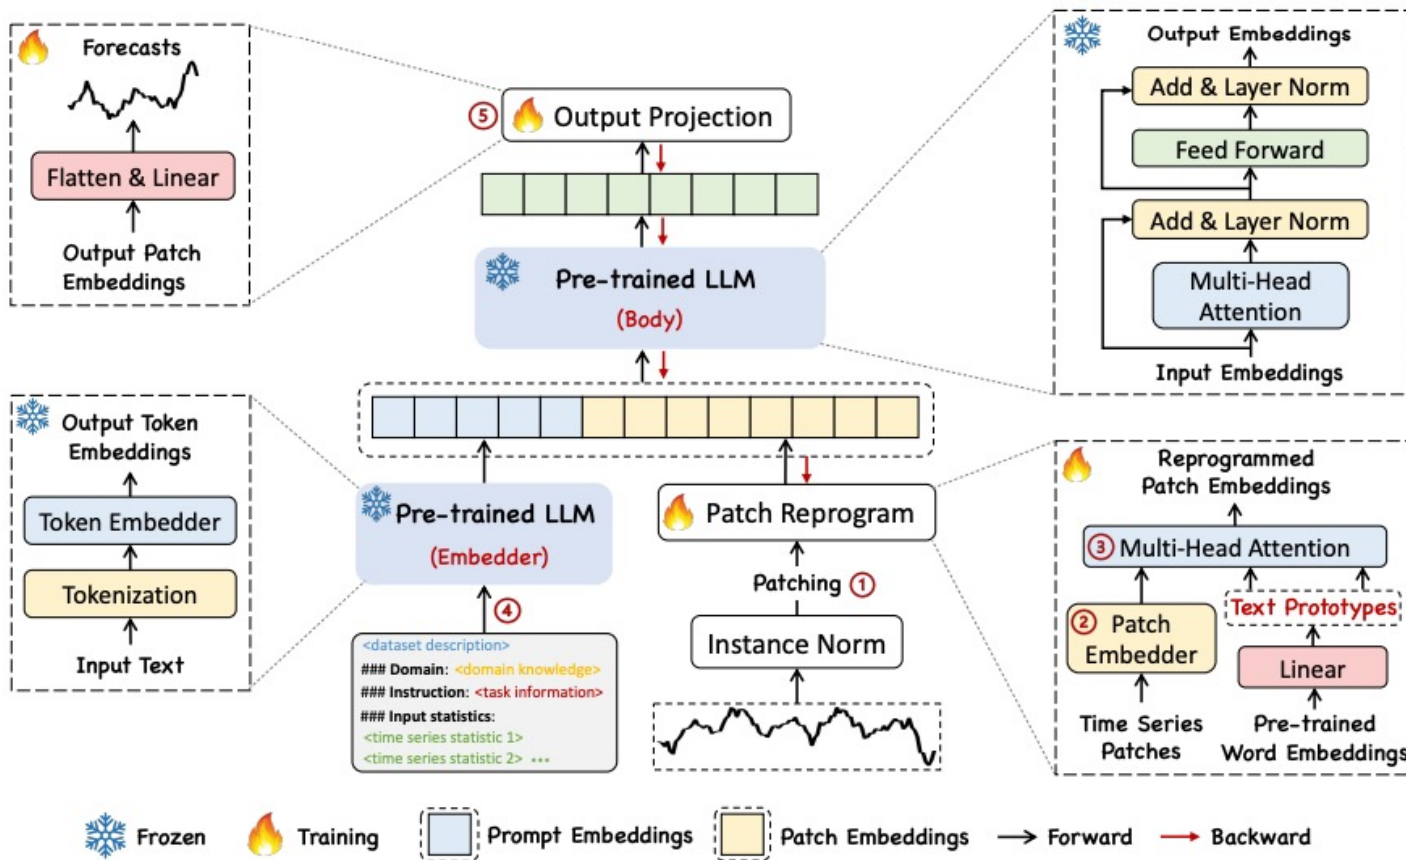 Forecasts
Flatten & Linear
Output Patch
Embeddings
⑤ Output Projection
Pre-trained LLM
(Body)
Output Embeddings
Add & Layer Norm
Feed Forward
Add & Layer Norm
Multi-Head
Attention
Input Embeddings
Output Token
Embeddings
Token Embedder
Tokenization
Input Text
Pre-trained LLM
(Embedder)
④
<dataset description>
### Domain: <domain knowledge>
### Instruction: <task information>
### Input statistics:
<time series statistic 1>
<time series statistic 2> •••
Patch Reprogram
Patching ①
Instance Norm
Reprogrammed
Patch Embeddings
③ Multi-Head Attention
Text Prototypes
② Patch
Embedder
Linear
Time Series
Patches
Pre-trained
Word Embeddings
Frozen
Training
Prompt Embeddings
Patch Embeddings
Forward
Backward